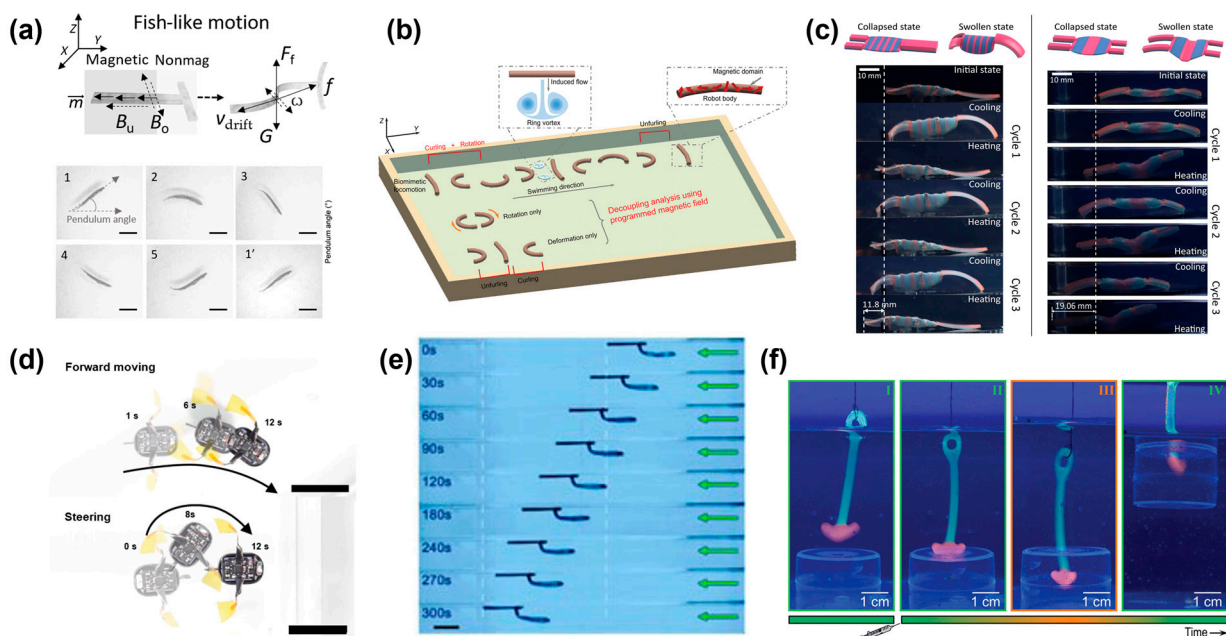 (a)
Fish-like motion
Z
X
Y
Magnetic Nonmag
m
B_u
B_o
F_f
f
ω
v_drift
G
1
Pendulum angle
2
3
4
5
1'
Pendulum angle (°)
(b)
Z
Y
X
Induced flow
Ring vortex
Magnetic domain
Robot body
Unfurling
Curling + Rotation
Biomimetic locomotion
Swimming direction
Rotation only
Decoupling analysis using programmed magnetic field
Deformation only
Unfurling
Curling
(c)
Collapsed state
Swollen state
10 mm
Initial state
Cooling
Heating
Cooling
Heating
Cooling
Heating
Cycle 1
Cycle 2
Cycle 3
11.8 mm
Collapsed state
Swollen state
10 mm
Initial state
Cooling
Heating
Cooling
Heating
Cooling
Heating
Cycle 1
Cycle 2
Cycle 3
19.06 mm
(d)
Forward moving
1 s
6 s
12 s
Steering
0 s
8s
12 s
(e)
0s
30s
60s
90s
120s
180s
240s
270s
300s
(f)
I
II
III
IV
1 cm
1 cm
1 cm
1 cm
Time